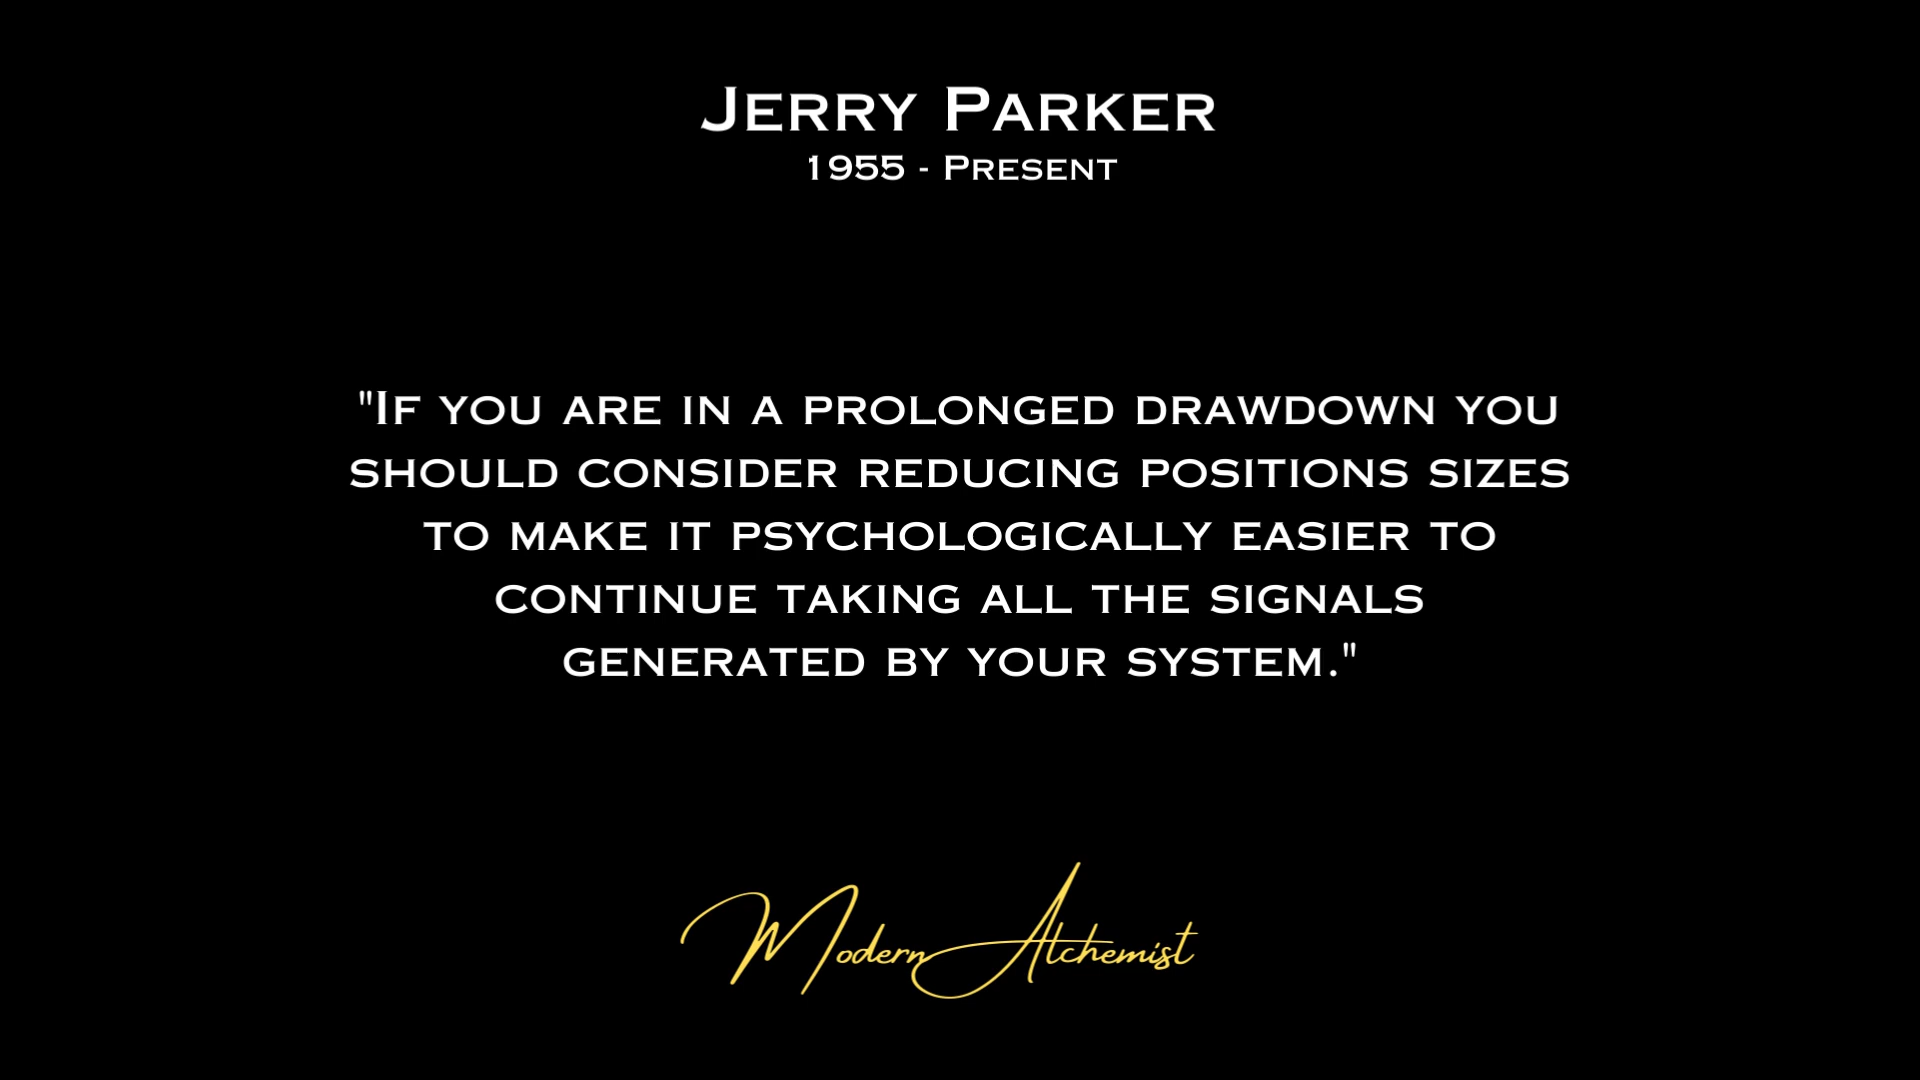 Jerry Parker
1955 - Present
"If you are in a prolonged drawdown you
should consider reducing positions sizes
to make it psychologically easier to
continue taking all the signals
generated by your system."
Modern Alchemist